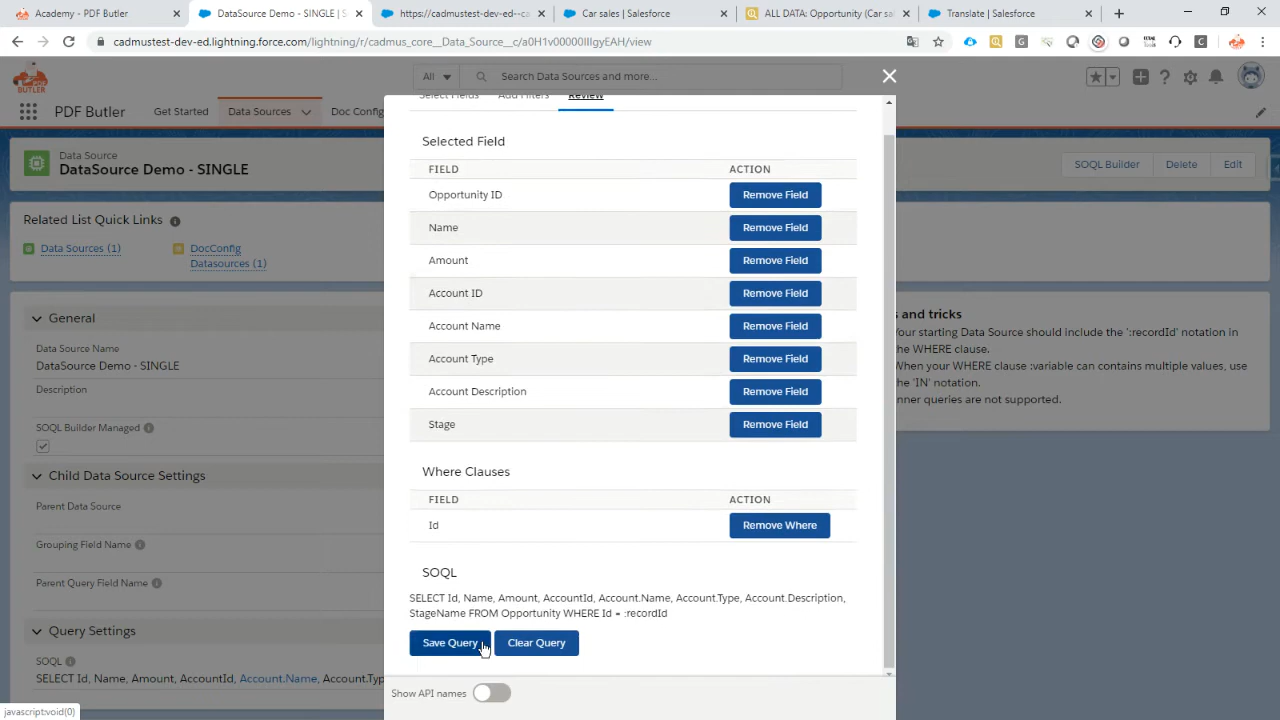 Academy - PDF Butler
DataSource Demo - SINGLE | S
https://cadmustest-dev-ed--ca
Car sales | Salesforce
ALL DATA: Opportunity (Car sa
Translate | Salesforce
cadmustest-dev-ed.lightning.force.com/lightning/r/cadmus_core__Data_Source__c/a0H1v00000IIIgyEAH/view
All
Search Data Sources and more...
BUTLER
PDF Butler
Get Started
Data Sources
Doc Config
Data Source
DataSource Demo - SINGLE
SOQL Builder
Delete
Edit
Related List Quick Links
Data Sources (1)
DocConfig
Datasources (1)
General
Data Source Name
DataSource Demo - SINGLE
Description
SOQL Builder Managed
Child Data Source Settings
Parent Data Source
Grouping Field Name
Parent Query Field Name
Query Settings
SOQL
SELECT Id, Name, Amount, AccountId, Account.Name, Account.Typ
javascript:void(0)
Select Fields
Add Filters
Review
Selected Field
FIELD ACTION
Opportunity ID Remove Field
Name Remove Field
Amount Remove Field
Account ID Remove Field
Account Name Remove Field
Account Type Remove Field
Account Description Remove Field
Stage Remove Field
Where Clauses
FIELD ACTION
Id Remove Where
SOQL
SELECT Id, Name, Amount, AccountId, Account.Name, Account.Type, Account.Description,
StageName FROM Opportunity WHERE Id = :recordId
Save Query
Clear Query
Show API names
s and tricks
Your starting Data Source should include the ':recordId' notation in
the WHERE clause.
When your WHERE clause :variable can contains multiple values, use
the 'IN' notation.
nner queries are not supported.